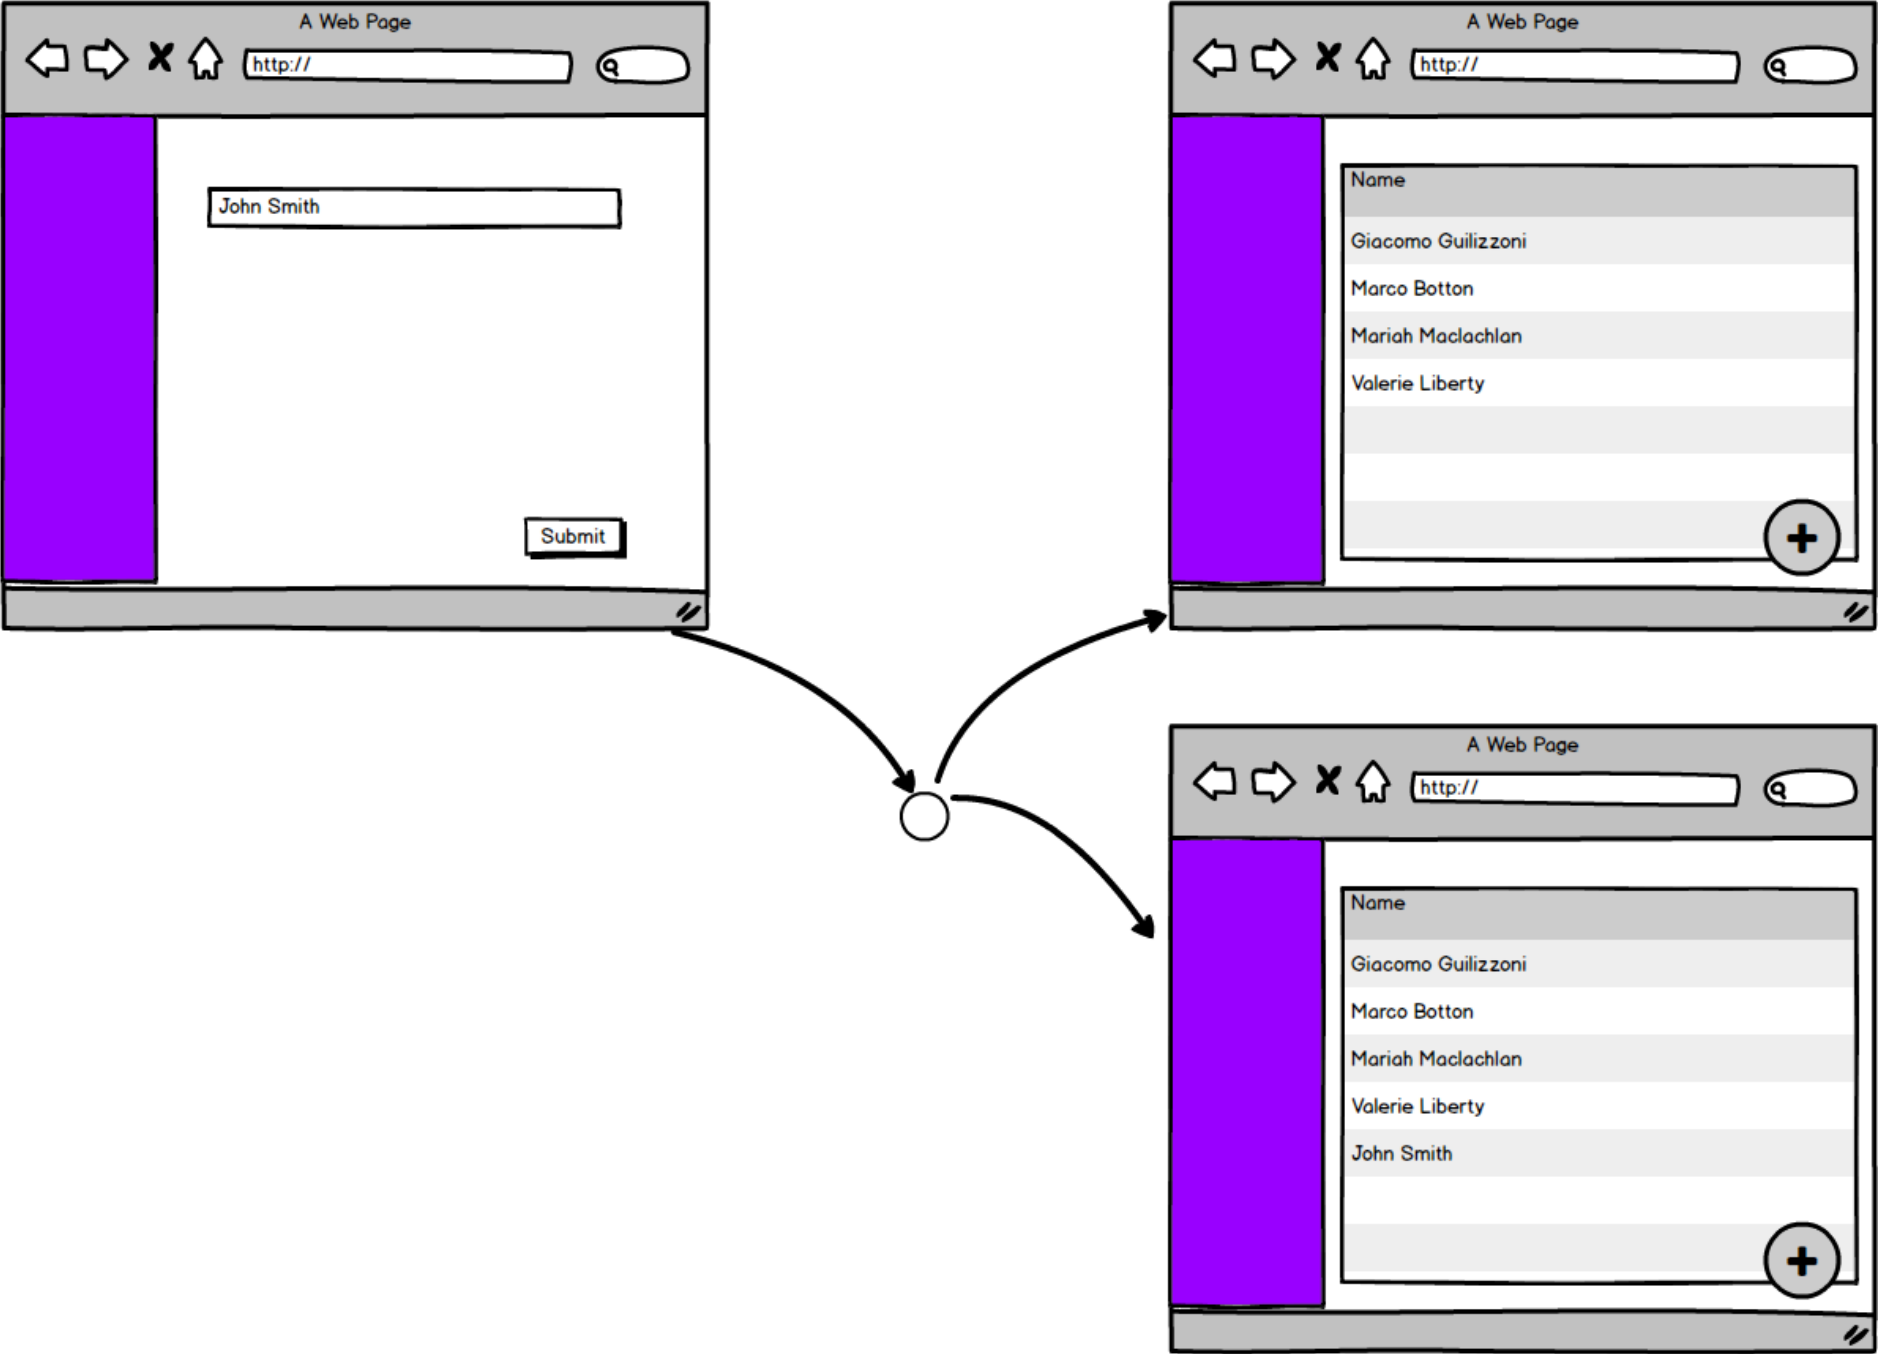 A Web Page
http://
John Smith
Submit
A Web Page
http://
Name
Giacomo Guilizzoni
Marco Botton
Mariah Maclachlan
Valerie Liberty
A Web Page
http://
Name
Giacomo Guilizzoni
Marco Botton
Mariah Maclachlan
Valerie Liberty
John Smith